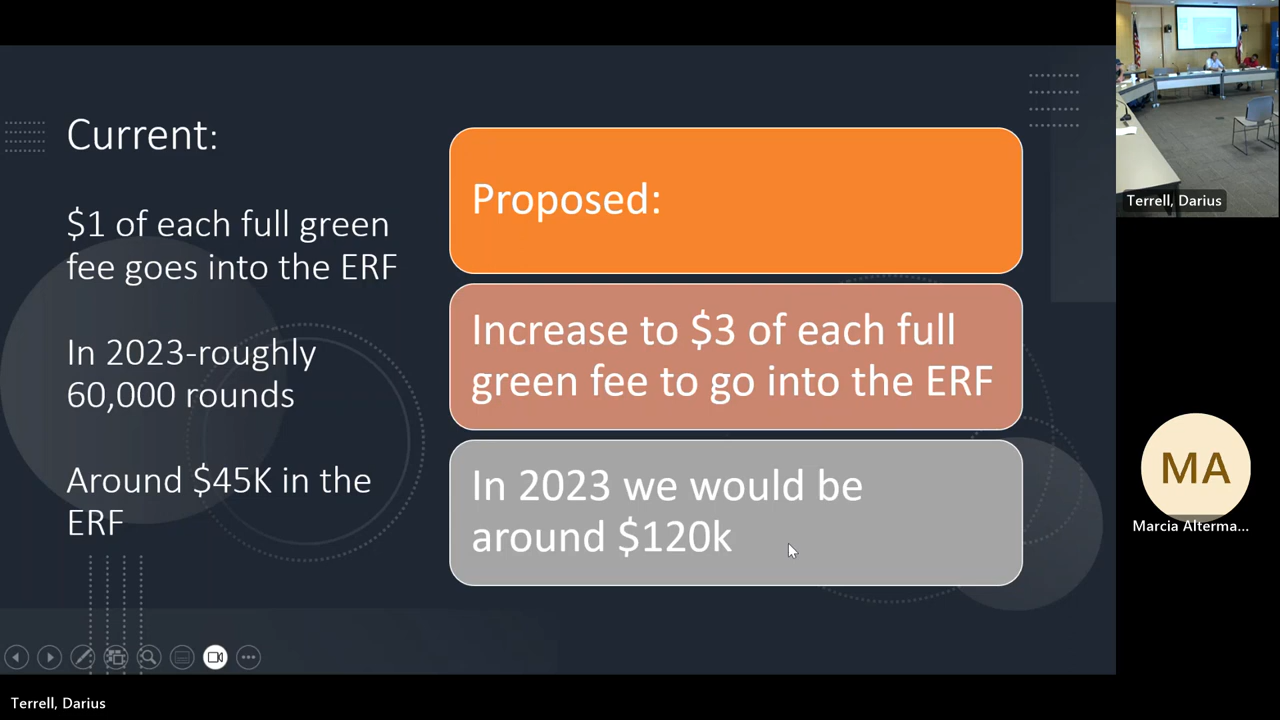 Current:
$1 of each full green
fee goes into the ERF
In 2023-roughly
60,000 rounds
Around $45K in the
ERF
Proposed:
Increase to $3 of each full
green fee to go into the ERF
In 2023 we would be
around $120k
Terrell, Darius
MA
Marcia Alterma...
Terrell, Darius